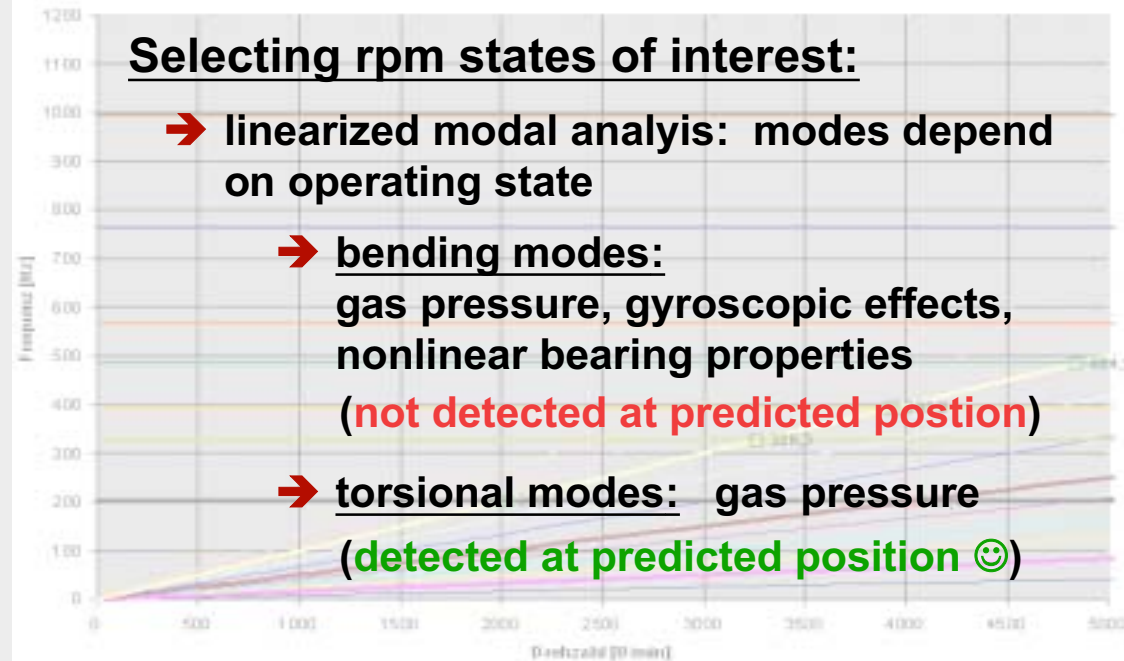 Selecting rpm states of interest:
➔ linearized modal analyis: modes depend
on operating state
➔ bending modes:
gas pressure, gyroscopic effects,
nonlinear bearing properties
(not detected at predicted postion)
➔ torsional modes: gas pressure
(detected at predicted position ☺)
1200
1100
1000
900
800
700
600
500
400
300
200
100
0
Frequenz [Hz]
0 500 1000 1500 2000 2500 3000 3500 4000 4500 5000